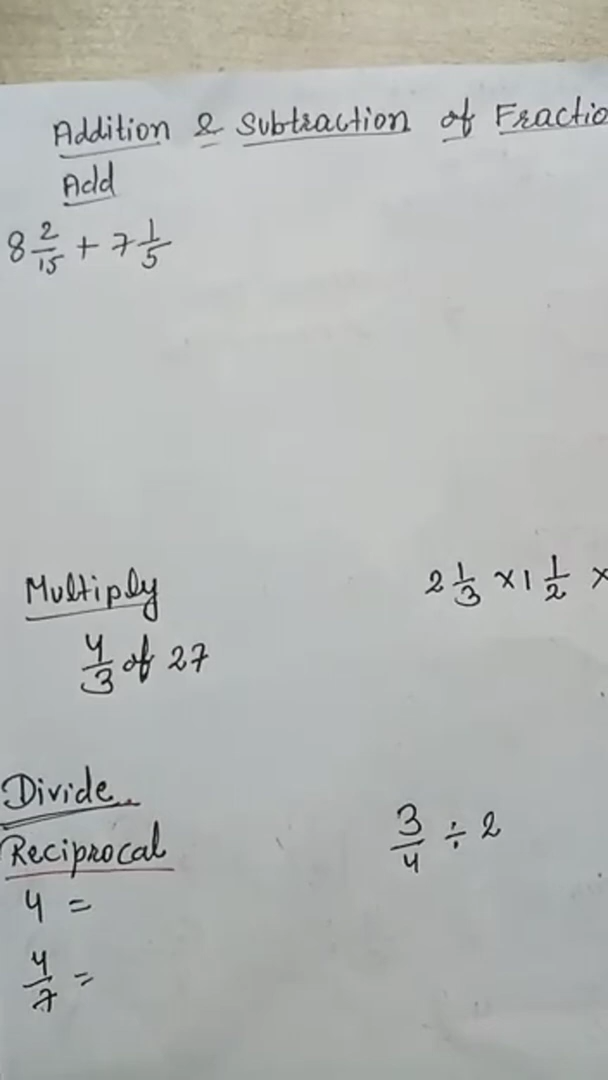 Addition & Subtraction of Fractio
Add
8 2/15 + 7 1/5
Multiply
2 1/3 × 1 1/2 ×
4/3 of 27
Divide
3/4 ÷ 2
Reciprocal
4 =
4/7 =